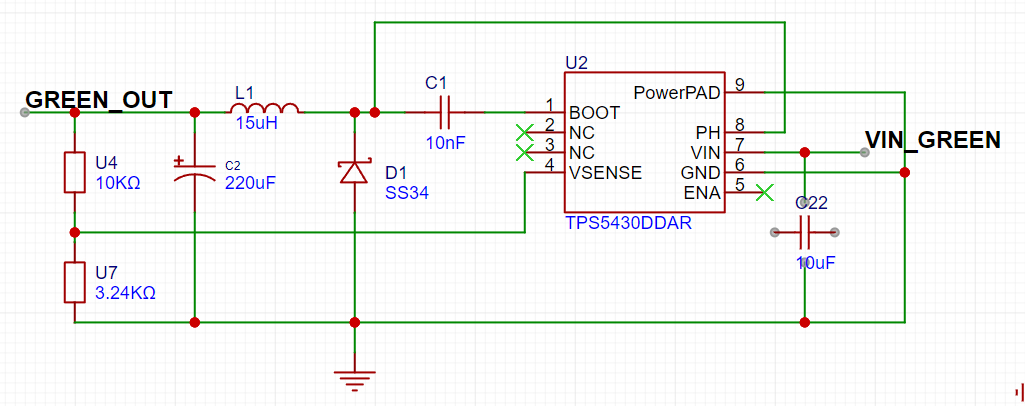 U2
C1
GREEN_OUT
L1
15uH
10nF
1 BOOT
2 NC
3 NC
4 VSENSE
PowerPAD 9
PH 8
VIN 7
GND 6
ENA 5
TPS5430DDAR
VIN_GREEN
U4
10KΩ
+
C2
220uF
D1
SS34
C22
10uF
U7
3.24KΩ